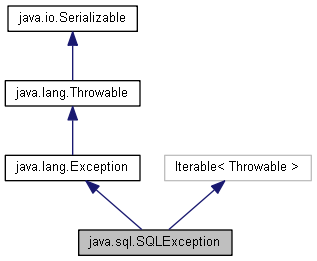 java.io.Serializable
java.lang.Throwable
java.lang.Exception
Iterable< Throwable >
java.sql.SQLException